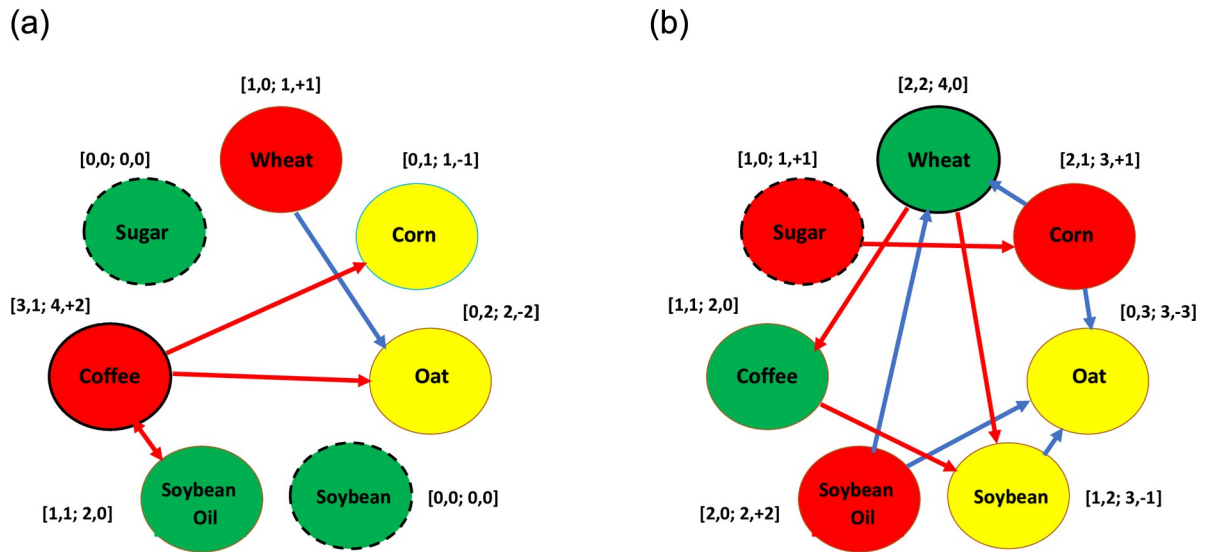 (a)
[1,0; 1,+1]
Wheat
[0,0; 0,0]
Sugar
[0,1; 1,-1]
Corn
[3,1; 4,+2]
Coffee
[0,2; 2,-2]
Oat
Soybean
Oil
[1,1; 2,0]
Soybean
[0,0; 0,0]
(b)
[2,2; 4,0]
Wheat
[1,0; 1,+1]
Sugar
[2,1; 3,+1]
Corn
[1,1; 2,0]
Coffee
[0,3; 3,-3]
Oat
Soybean
Oil
[2,0; 2,+2]
Soybean
[1,2; 3,-1]